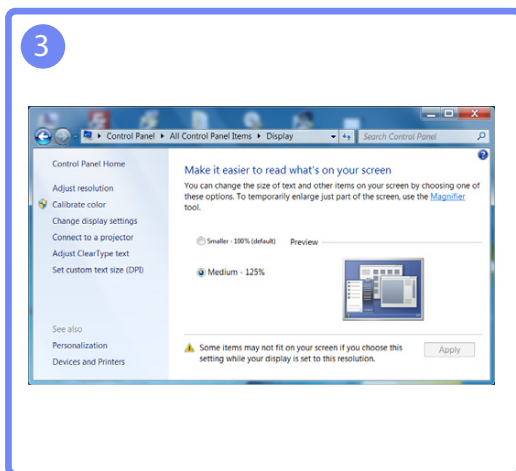 3
Control Panel ▸ All Control Panel Items ▸ Display
Search Control Panel
Control Panel Home
Adjust resolution
Calibrate color
Change display settings
Connect to a projector
Adjust ClearType text
Set custom text size (DPI)
See also
Personalization
Devices and Printers
Make it easier to read what's on your screen
You can change the size of text and other items on your screen by choosing one of
these options. To temporarily enlarge just part of the screen, use the Magnifier
tool.
Smaller - 100% (default)
Preview
Medium - 125%
Some items may not fit on your screen if you choose this
setting while your display is set to this resolution.
Apply